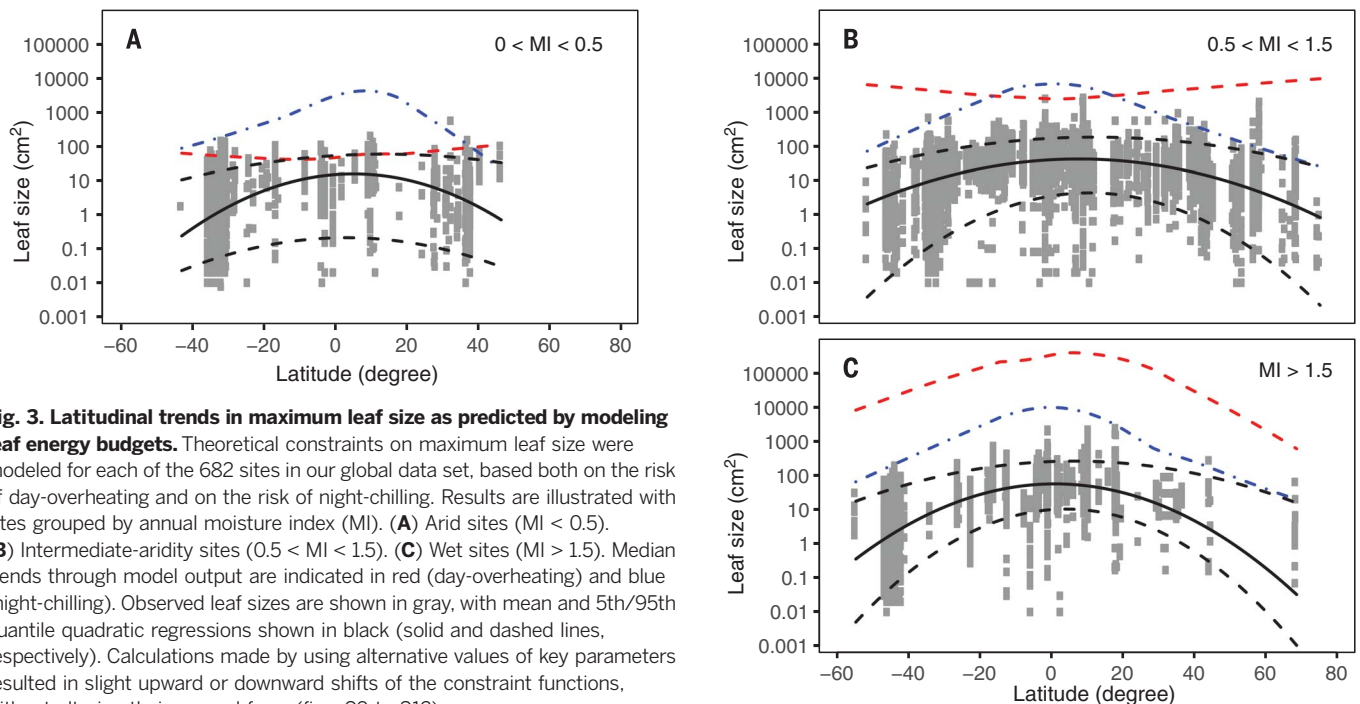 A
0 < MI < 0.5
Leaf size (cm²)
100000
10000
1000
100
10
1
0.1
0.01
0.001
−60 −40 −20 0 20 40 60 80
Latitude (degree)
B
0.5 < MI < 1.5
Leaf size (cm²)
100000
10000
1000
100
10
1
0.1
0.01
0.001
C
MI > 1.5
Leaf size (cm²)
100000
10000
1000
100
10
1
0.1
0.01
0.001
−60 −40 −20 0 20 40 60 80
Latitude (degree)
ig. 3. Latitudinal trends in maximum leaf size as predicted by modeling
eaf energy budgets. Theoretical constraints on maximum leaf size were
nodeled for each of the 682 sites in our global data set, based both on the risk
f day-overheating and on the risk of night-chilling. Results are illustrated with
ites grouped by annual moisture index (MI). (A) Arid sites (MI < 0.5).
B) Intermediate-aridity sites (0.5 < MI < 1.5). (C) Wet sites (MI > 1.5). Median
ends through model output are indicated in red (day-overheating) and blue
night-chilling). Observed leaf sizes are shown in gray, with mean and 5th/95th
uantile quadratic regressions shown in black (solid and dashed lines,
espectively). Calculations made by using alternative values of key parameters
esulted in slight upward or downward shifts of the constraint functions,